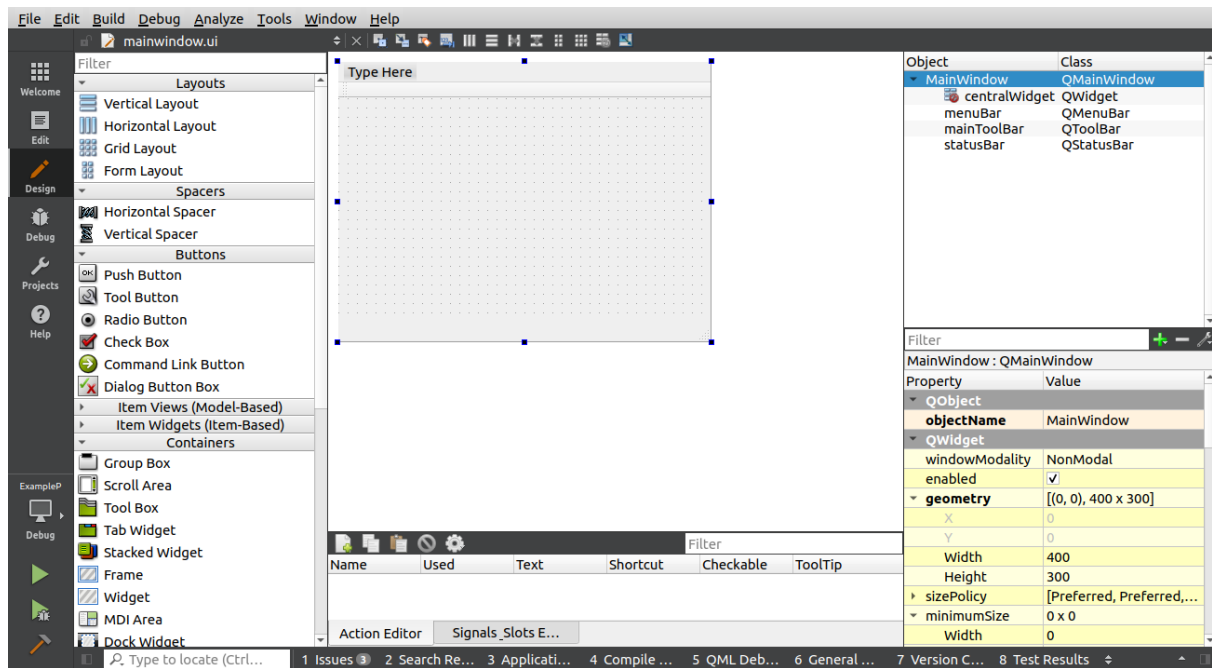 File Edit Build Debug Analyze Tools Window Help
mainwindow.ui
Welcome
Edit
Design
Debug
Projects
Help
ExampleP
Debug
Filter
Layouts
Vertical Layout
Horizontal Layout
Grid Layout
Form Layout
Spacers
Horizontal Spacer
Vertical Spacer
Buttons
OK Push Button
Tool Button
Radio Button
Check Box
Command Link Button
Dialog Button Box
Item Views (Model-Based)
Item Widgets (Item-Based)
Containers
Group Box
Scroll Area
Tool Box
Tab Widget
Stacked Widget
Frame
Widget
MDI Area
Dock Widget
Type Here
Filter
Name Used Text Shortcut Checkable ToolTip
Action Editor Signals_Slots E...
Object Class
MainWindow QMainWindow
centralWidget QWidget
menuBar QMenuBar
mainToolBar QToolBar
statusBar QStatusBar
Filter
MainWindow : QMainWindow
Property Value
QObject
objectName MainWindow
QWidget
windowModality NonModal
enabled
geometry [(0, 0), 400 x 300]
X 0
Y 0
Width 400
Height 300
sizePolicy [Preferred, Preferred,...
minimumSize 0 x 0
Width 0
Type to locate (Ctrl... 1 Issues 3 2 Search Re... 3 Applicati... 4 Compile ... 5 QML Deb... 6 General ... 7 Version C... 8 Test Results